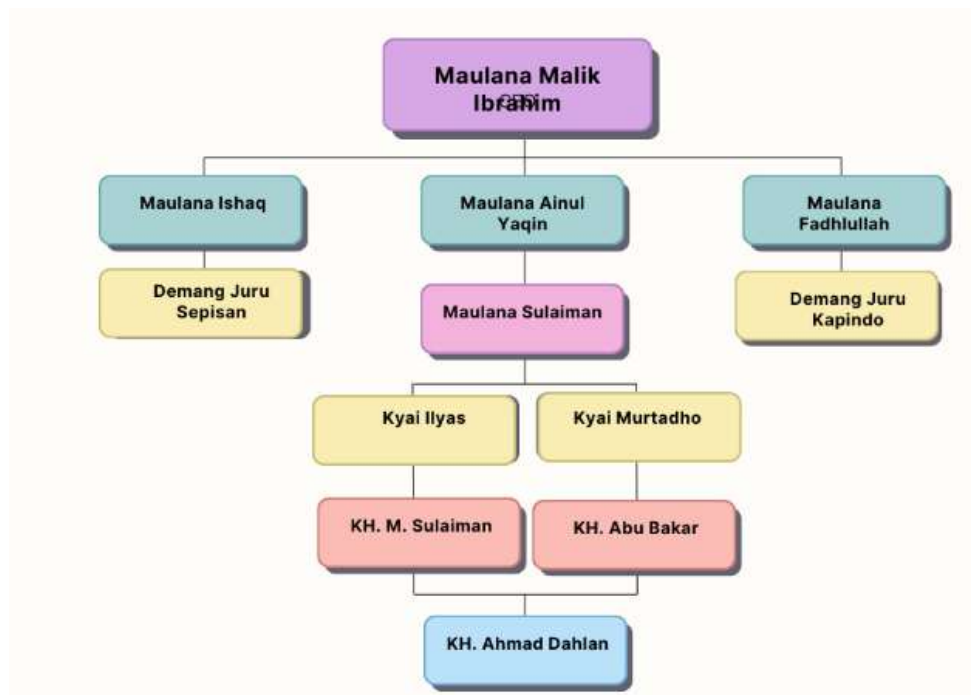 Maulana Malik
Ibrahim
CEO
Maulana Ishaq
Maulana Ainul
Yaqin
Maulana
Fadhlullah
Demang Juru
Sepisan
Maulana Sulaiman
Demang Juru
Kapindo
Kyai Ilyas
Kyai Murtadho
KH. M. Sulaiman
KH. Abu Bakar
KH. Ahmad Dahlan